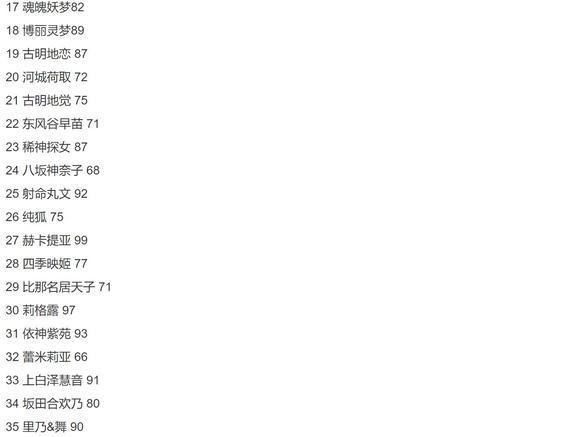 17 魂魄妖梦82
18 博丽灵梦89
19 古明地恋 87
20 河城荷取 72
21 古明地觉 75
22 东风谷早苗 71
23 稀神探女 87
24 八坂神奈子 68
25 射命丸文 92
26 纯狐 75
27 赫卡提亚 99
28 四季映姬 77
29 比那名居天子 71
30 莉格露 97
31 依神紫苑 93
32 蕾米莉亚 66
33 上白泽慧音 91
34 坂田合欢乃 80
35 里乃&舞 90